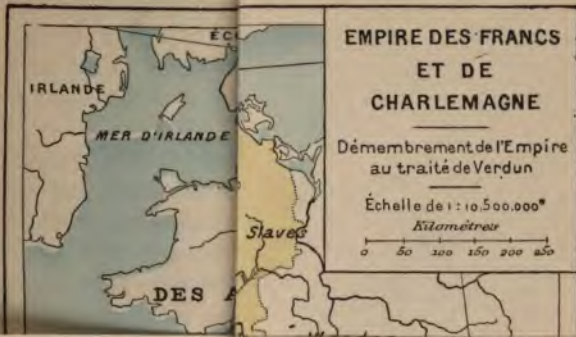 EMPIRE DES FRANCS
ET DE
CHARLEMAGNE
Démembrement de l'Empire
au traité de Verdun
Échelle de 1:10.500.000e
Kilomètres
0 50 100 150 200 250
IRLANDE
MER D'IRLANDE
Slaves
DES